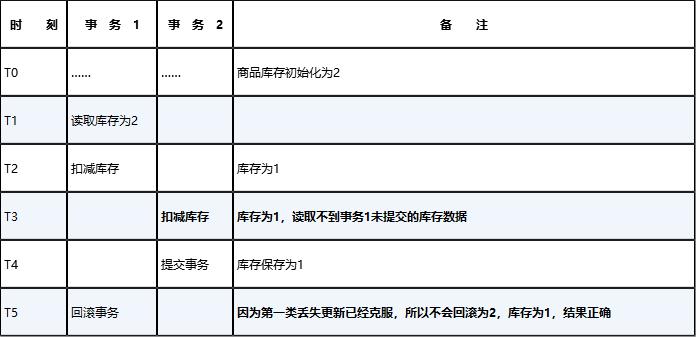 时 刻 事 务 1 事 务 2 备 注
T0 …… …… 商品库存初始化为2
T1 读取库存为2
T2 扣减库存 库存为1
T3 扣减库存 库存为1，读取不到事务1未提交的库存数据
T4 提交事务 库存保存为1
T5 回滚事务 因为第一类丢失更新已经克服，所以不会回滚为2，库存为1，结果正确